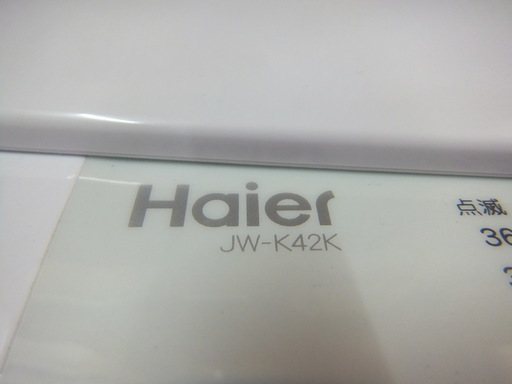 Haier
JW-K42K
点滅
36